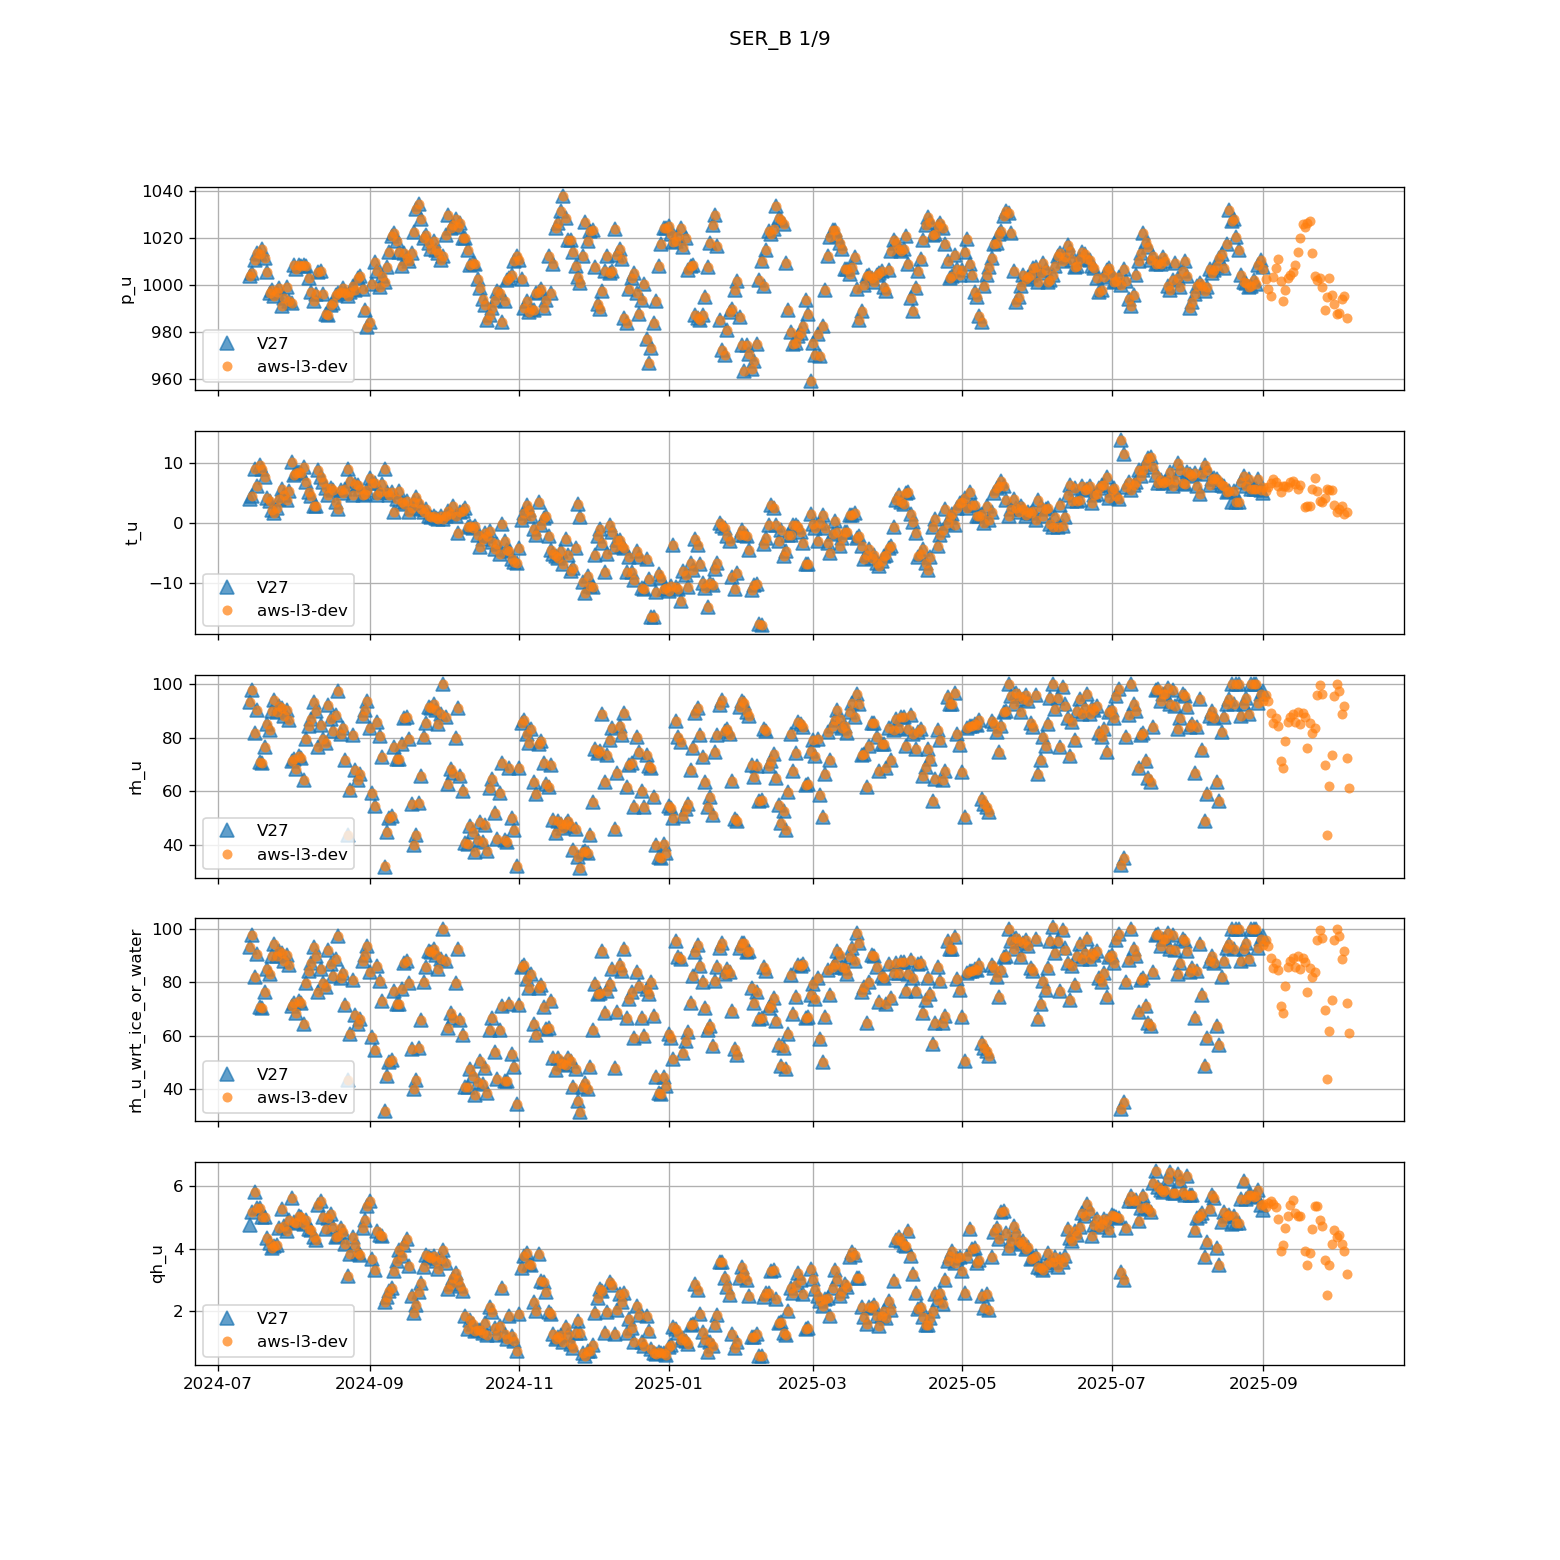 SER_B 1/9
p_u
1040
1020
1000
980
960
V27
aws-l3-dev
t_u
10
0
−10
V27
aws-l3-dev
rh_u
100
80
60
40
V27
aws-l3-dev
rh_u_wrt_ice_or_water
100
80
60
40
V27
aws-l3-dev
qh_u
6
4
2
V27
aws-l3-dev
2024-07 2024-09 2024-11 2025-01 2025-03 2025-05 2025-07 2025-09